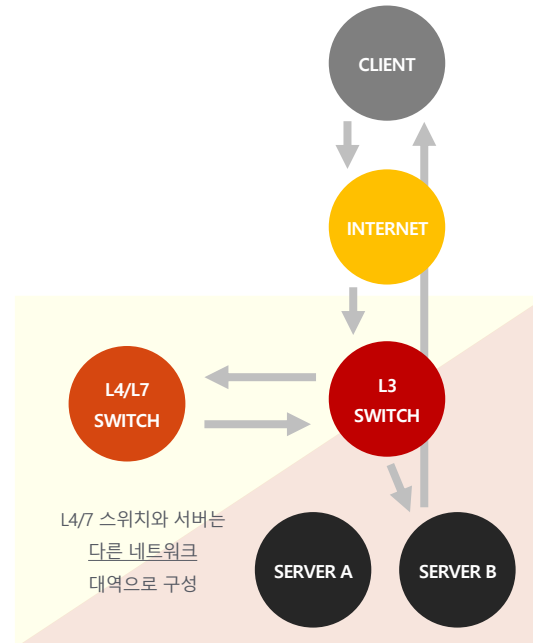 CLIENT
INTERNET
L4/L7
SWITCH
L3
SWITCH
L4/7 스위치와 서버는
다른 네트워크
대역으로 구성
SERVER A
SERVER B